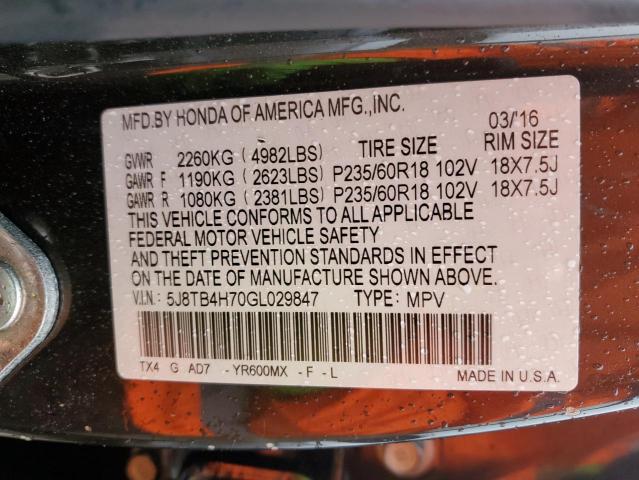 MFD.BY HONDA OF AMERICA MFG.,INC. 03/'16
GVWR 2260KG (4982LBS) TIRE SIZE RIM SIZE
GAWR F 1190KG (2623LBS) P235/60R18 102V 18X7.5J
GAWR R 1080KG (2381LBS) P235/60R18 102V 18X7.5J
THIS VEHICLE CONFORMS TO ALL APPLICABLE
FEDERAL MOTOR VEHICLE SAFETY
AND THEFT PREVENTION STANDARDS IN EFFECT
ON THE DATE OF MANUFACTURE SHOWN ABOVE.
V.I.N.: 5J8TB4H70GL029847 TYPE: MPV
TX4 G AD7 -YR600MX -F-L MADE IN U.S.A.